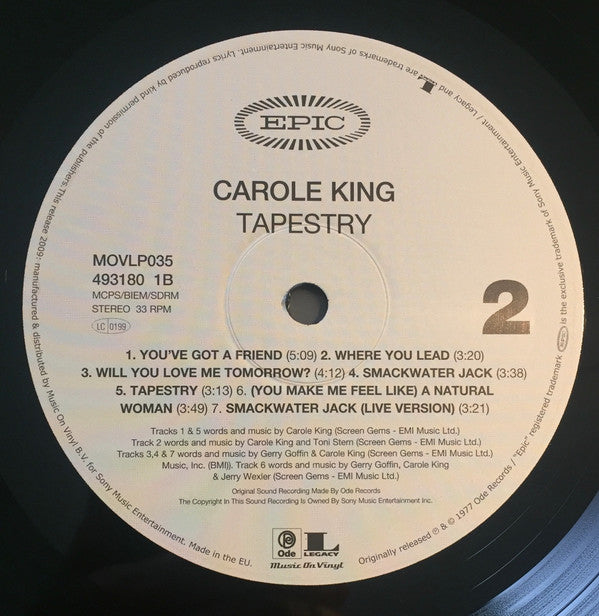 EPIC
CAROLE KING
TAPESTRY
MOVLP035
493180 1B
MCPS/BIEM/SDRM
STEREO 33 RPM
LC 0199
2
1. YOU'VE GOT A FRIEND (5:09) 2. WHERE YOU LEAD (3:20)
3. WILL YOU LOVE ME TOMORROW? (4:12) 4. SMACKWATER JACK (3:38)
5. TAPESTRY (3:13) 6. (YOU MAKE ME FEEL LIKE) A NATURAL
WOMAN (3:49) 7. SMACKWATER JACK (LIVE VERSION) (3:21)
Tracks 1 & 5 words and music by Carole King (Screen Gems - EMI Music Ltd.)
Track 2 words and music by Carole King and Toni Stern (Screen Gems - EMI Music Ltd.)
Tracks 3,4 & 7 words and music by Gerry Goffin & Carole King (Screen Gems - EMI Music Ltd.)
Music, Inc. (BMI)). Track 6 words and music by Gerry Goffin, Carole King
& Jerry Wexler (Screen Gems - EMI Music Ltd.)
Original Sound Recording Made By Ode Records
The Copyright In This Sound Recording Is Owned By Sony Music Entertainment Inc.
Ode
L
LEGACY
Music On Vinyl
Originally released ℗ & © 1977 Ode Records / "Epic" registered trademark EPIC is the exclusive trademark of Sony Music Entertainment / Legacy and L are trademarks of Sony Music Entertainment. Lyrics reproduced by kind permission of the publishers. This release 2009: manufactured & distributed by Music On Vinyl B.V. for Sony Music Entertainment. Made in the EU.